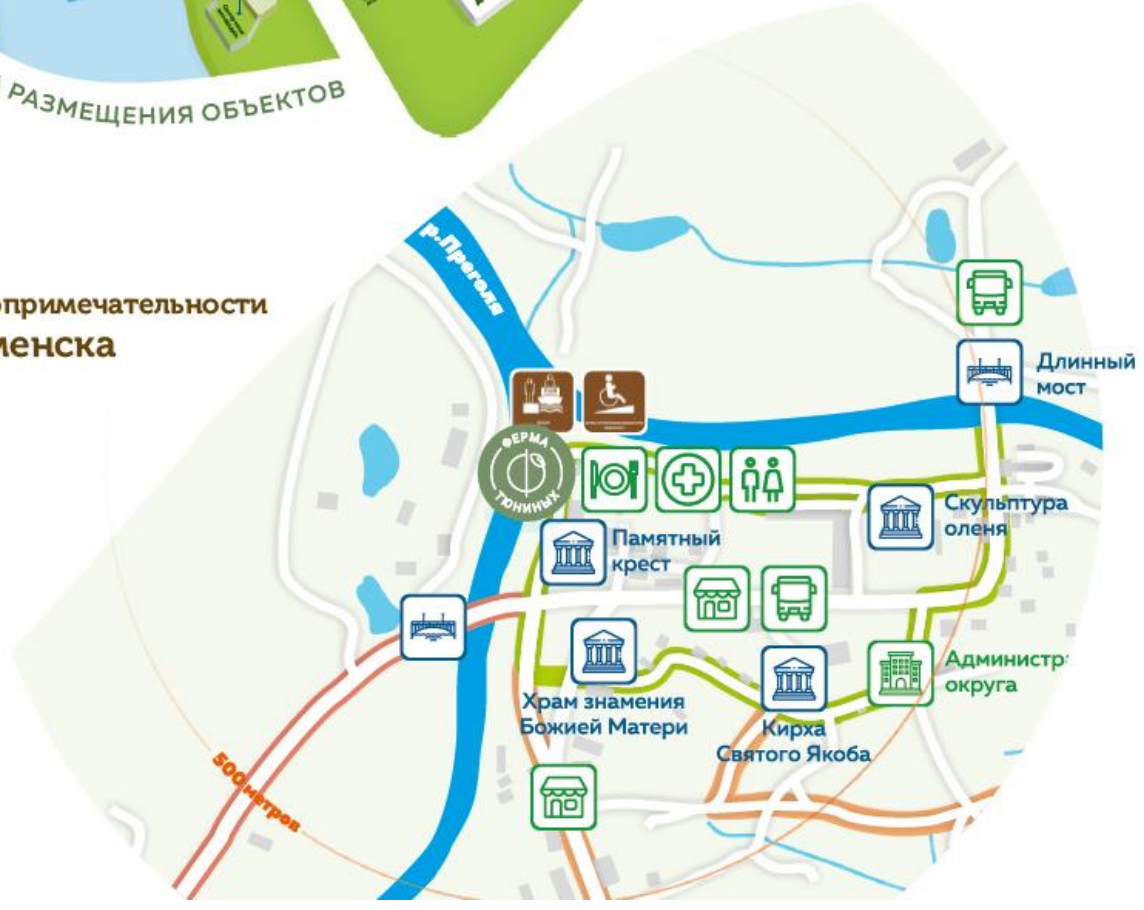 РАЗМЕЩЕНИЯ ОБЪЕКТОВ
опримечательности
менска
р.Преголя
Длинный
мост
ФЕРМА
ТЮНИНЫХ
Скульптура
оленя
Памятный
крест
Администр
округа
Храм знамения
Божией Матери
Кирха
Святого Якоба
500 метров